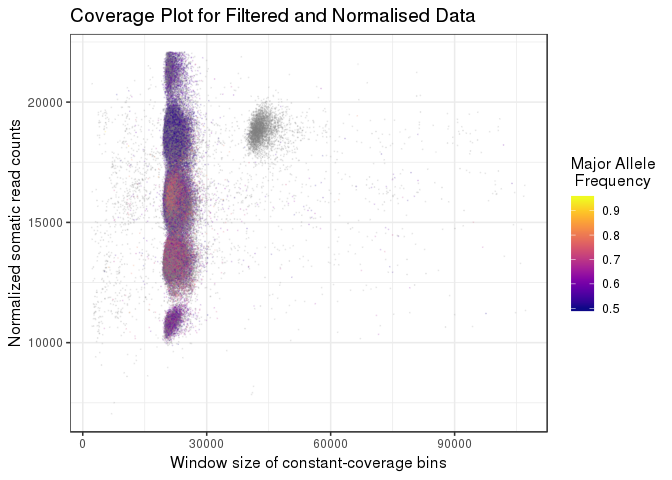 Coverage Plot for Filtered and Normalised Data
Normalized somatic read counts
20000
15000
10000
0
30000
60000
90000
Window size of constant-coverage bins
Major Allele
Frequency
0.9
0.8
0.7
0.6
0.5